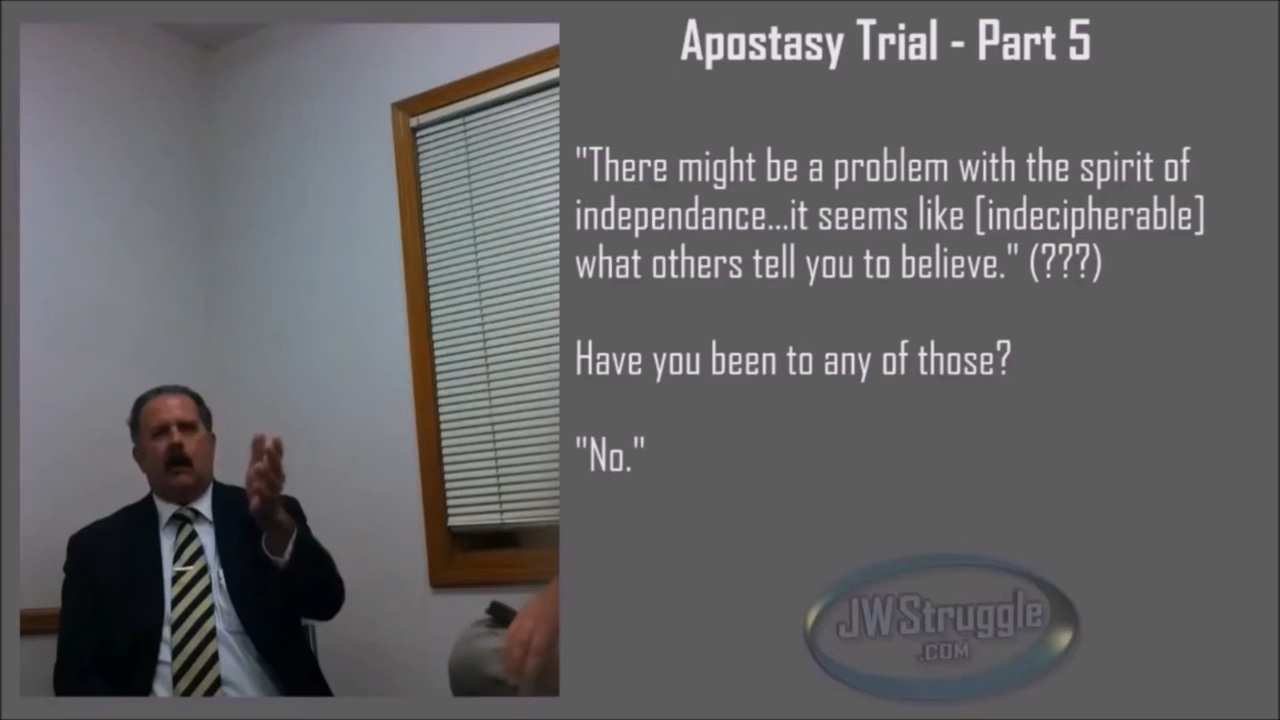 Apostasy Trial - Part 5
"There might be a problem with the spirit of
independance...it seems like [indecipherable]
what others tell you to believe." (???)
Have you been to any of those?
"No."
JWStruggle
.COM